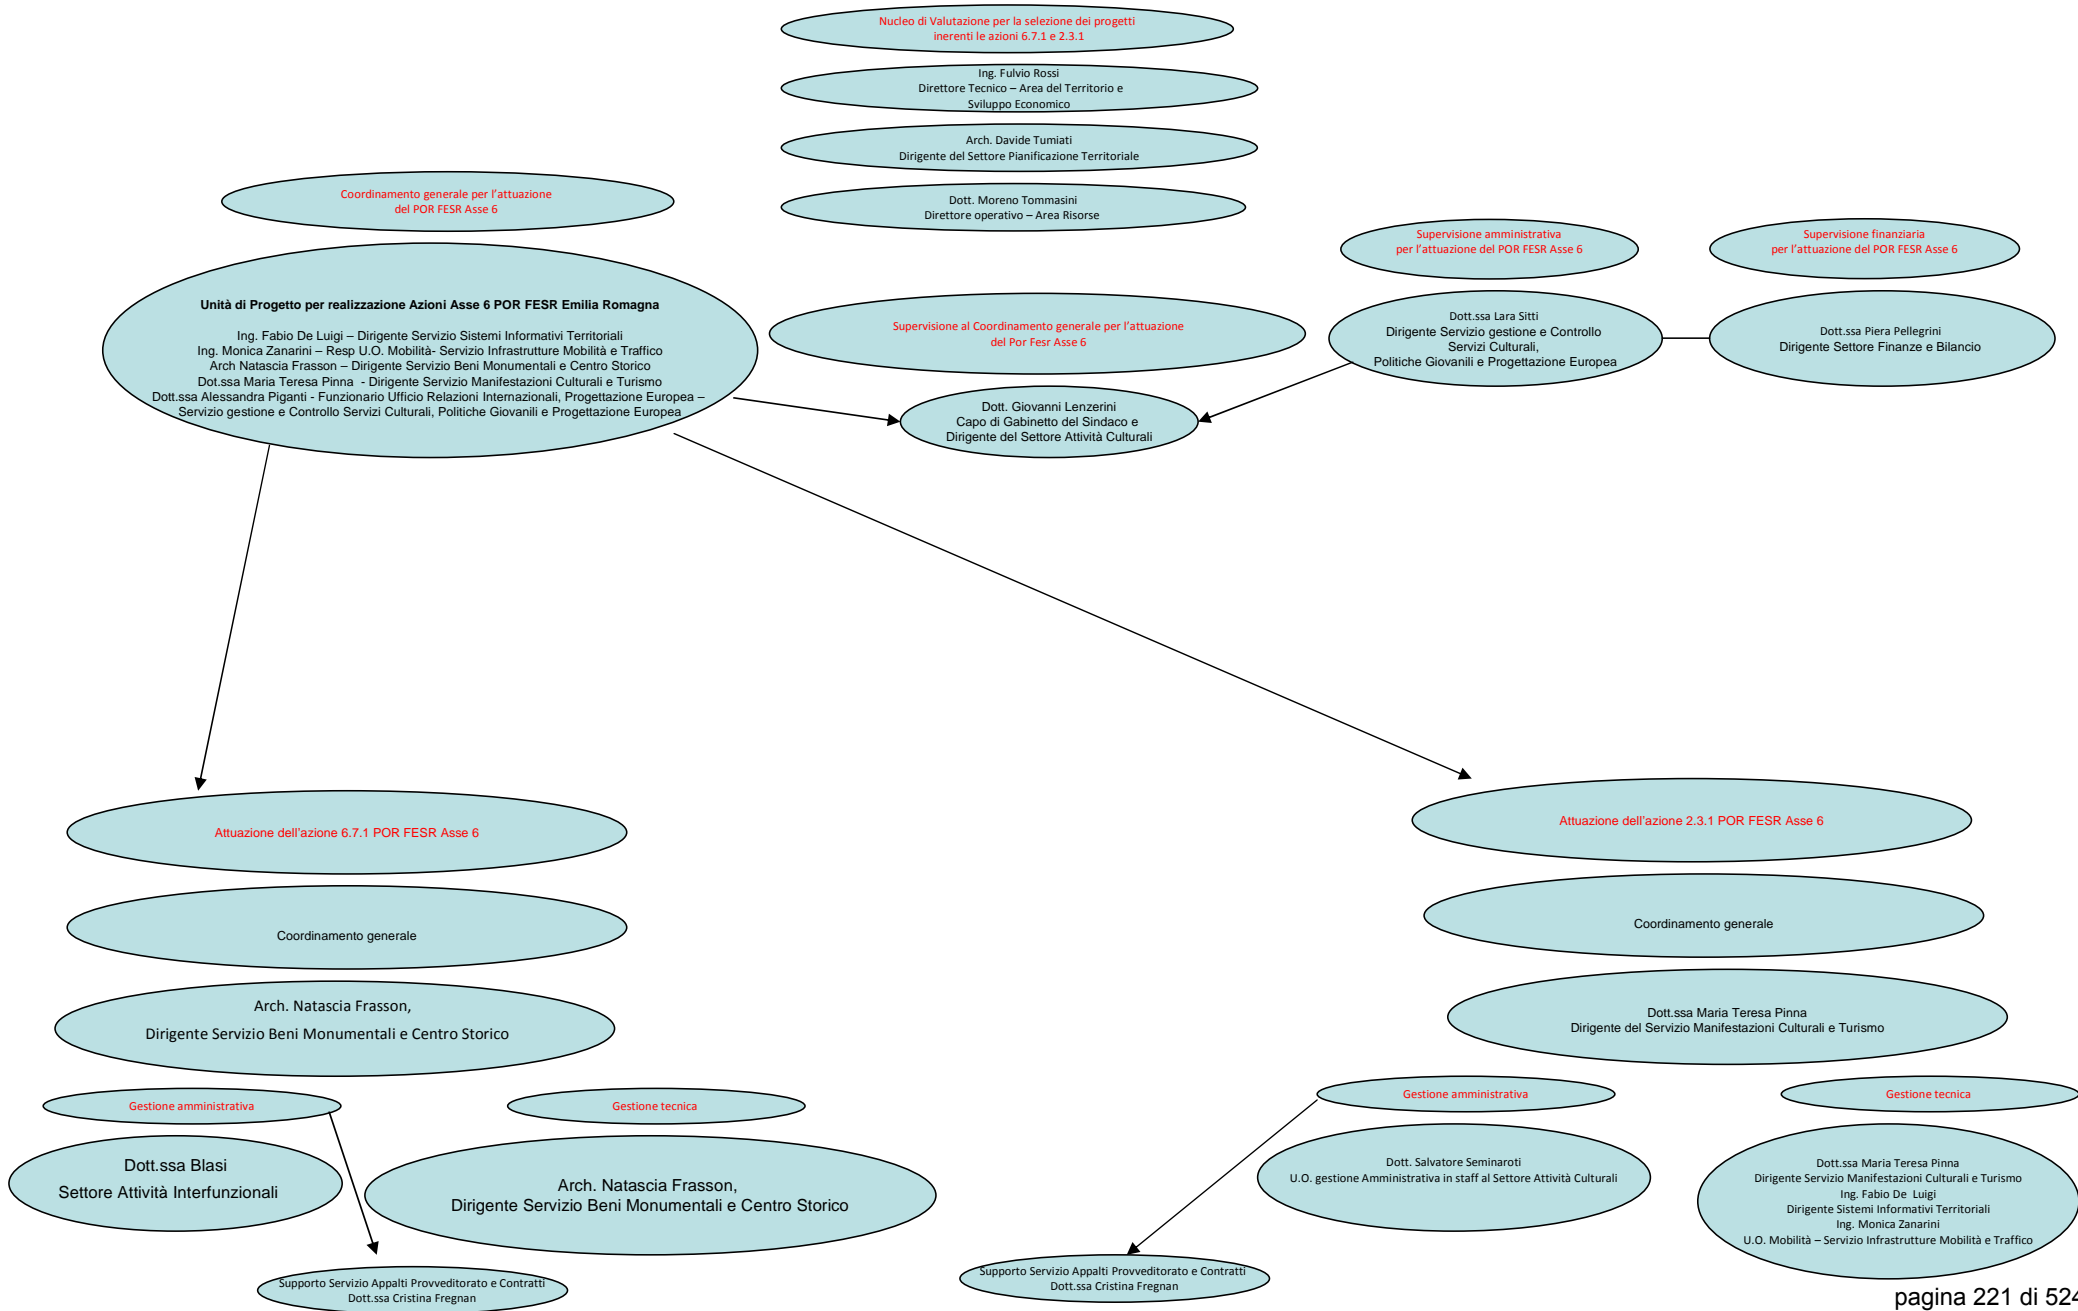 Nucleo di Valutazione per la selezione dei progetti
inerenti le azioni 6.7.1 e 2.3.1
Ing. Fulvio Rossi
Direttore Tecnico – Area del Territorio e
Sviluppo Economico
Arch. Davide Tumiati
Dirigente del Settore Pianificazione Territoriale
Dott. Moreno Tommasini
Direttore operativo – Area Risorse
Coordinamento generale per l'attuazione
del POR FESR Asse 6
Supervisione amministrativa
per l'attuazione del POR FESR Asse 6
Supervisione finanziaria
per l'attuazione del POR FESR Asse 6
Unità di Progetto per realizzazione Azioni Asse 6 POR FESR Emilia Romagna
Ing. Fabio De Luigi – Dirigente Servizio Sistemi Informativi Territoriali
Ing. Monica Zanarini – Resp U.O. Mobilità- Servizio Infrastrutture Mobilità e Traffico
Arch Natascia Frasson – Dirigente Servizio Beni Monumentali e Centro Storico
Dot.ssa Maria Teresa Pinna - Dirigente Servizio Manifestazioni Culturali e Turismo
Dott.ssa Alessandra Piganti - Funzionario Ufficio Relazioni Internazionali, Progettazione Europea –
Servizio gestione e Controllo Servizi Culturali, Politiche Giovanili e Progettazione Europea
Supervisione al Coordinamento generale per l'attuazione
del Por Fesr Asse 6
Dott.ssa Lara Sitti
Dirigente Servizio gestione e Controllo
Servizi Culturali,
Politiche Giovanili e Progettazione Europea
Dott.ssa Piera Pellegrini
Dirigente Settore Finanze e Bilancio
Dott. Giovanni Lenzerini
Capo di Gabinetto del Sindaco e
Dirigente del Settore Attività Culturali
Attuazione dell'azione 6.7.1 POR FESR Asse 6
Coordinamento generale
Arch. Natascia Frasson,
Dirigente Servizio Beni Monumentali e Centro Storico
Gestione amministrativa
Gestione tecnica
Dott.ssa Blasi
Settore Attività Interfunzionali
Arch. Natascia Frasson,
Dirigente Servizio Beni Monumentali e Centro Storico
Supporto Servizio Appalti Provveditorato e Contratti
Dott.ssa Cristina Fregnan
Attuazione dell'azione 2.3.1 POR FESR Asse 6
Coordinamento generale
Dott.ssa Maria Teresa Pinna
Dirigente del Servizio Manifestazioni Culturali e Turismo
Gestione amministrativa
Gestione tecnica
Dott. Salvatore Seminaroti
U.O. gestione Amministrativa in staff al Settore Attività Culturali
Dott.ssa Maria Teresa Pinna
Dirigente Servizio Manifestazioni Culturali e Turismo
Ing. Fabio De Luigi
Dirigente Sistemi Informativi Territoriali
Ing. Monica Zanarini
U.O. Mobilità – Servizio Infrastrutture Mobilità e Traffico
Supporto Servizio Appalti Provveditorato e Contratti
Dott.ssa Cristina Fregnan
pagina 221 di 524